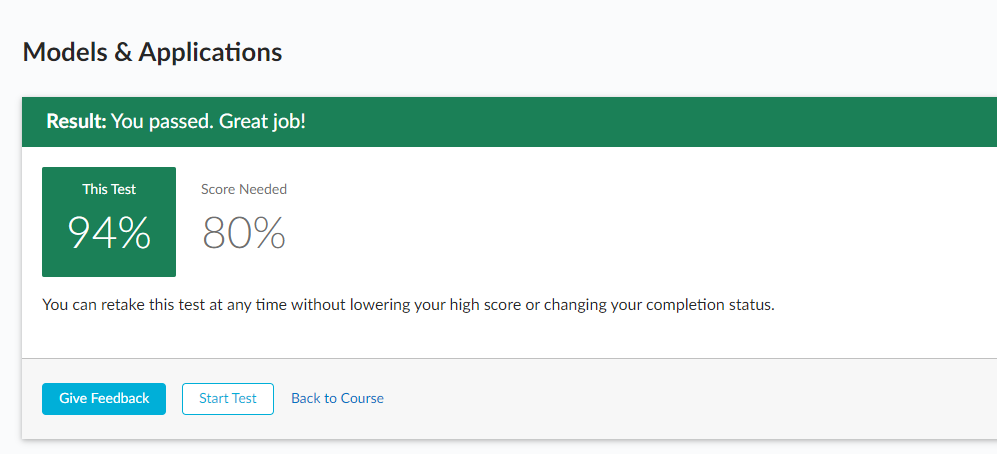 Models & Applications
Result: You passed. Great job!
This Test
94%
Score Needed
80%
You can retake this test at any time without lowering your high score or changing your completion status.
Give Feedback
Start Test
Back to Course